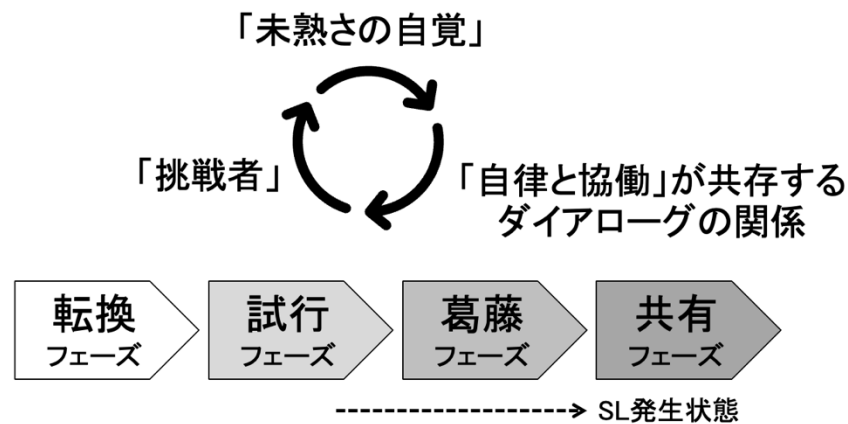 「未熟さの自覚」
「挑戦者」
「自律と協働」が共存する
ダイアローグの関係
転換
フェーズ
試行
フェーズ
葛藤
フェーズ
共有
フェーズ
SL発生状態